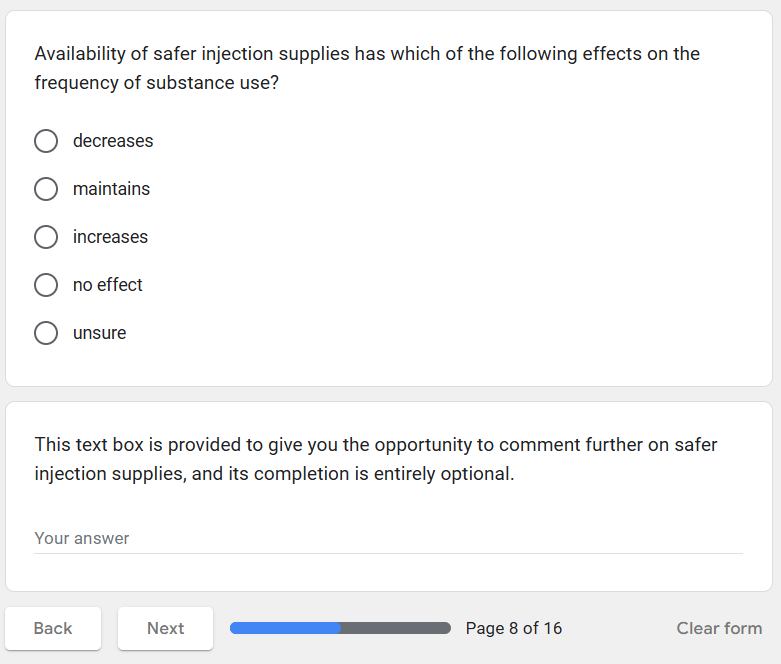 Availability of safer injection supplies has which of the following effects on the
frequency of substance use?
decreases
maintains
increases
no effect
unsure
This text box is provided to give you the opportunity to comment further on safer
injection supplies, and its completion is entirely optional.
Your answer
Back
Next
Page 8 of 16
Clear form